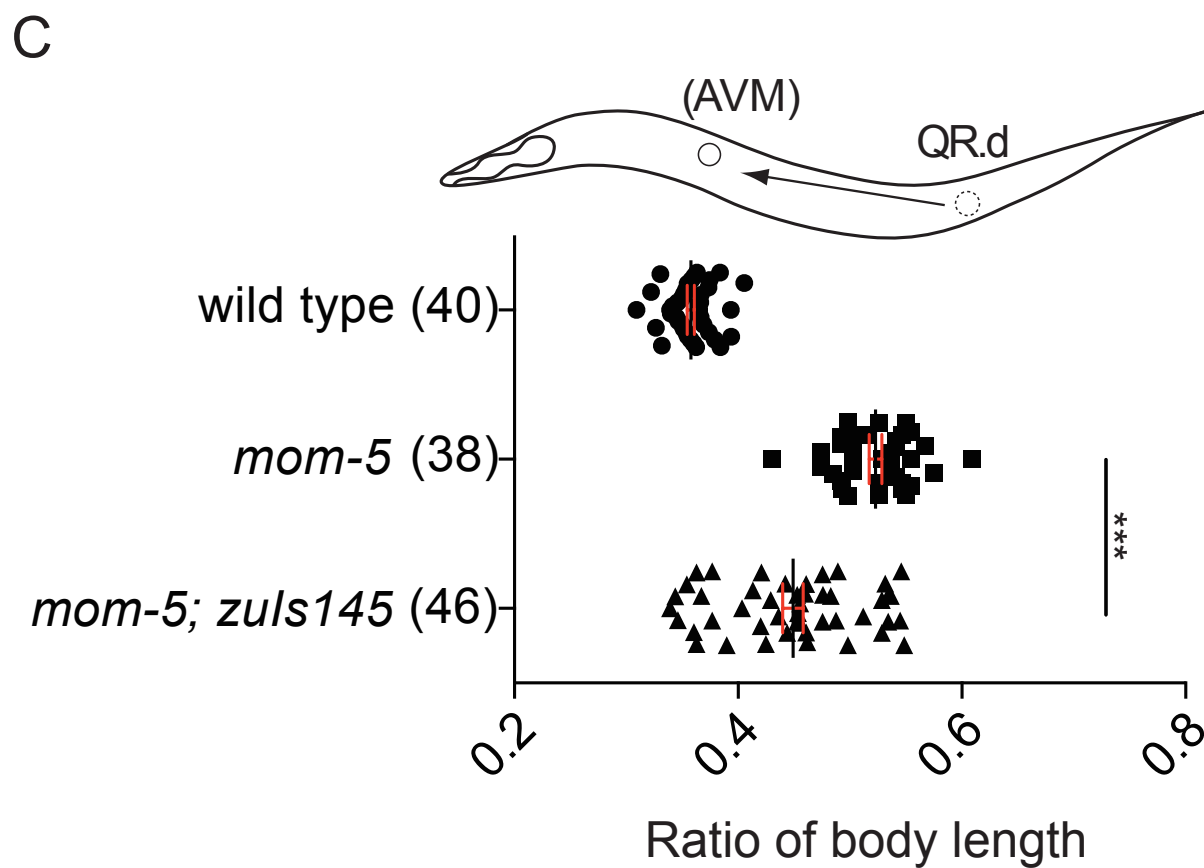 C
(AVM)
QR.d
wild type (40)
mom-5 (38)
***
mom-5; zuIs145 (46)
0.2 0.4 0.6 0.8
Ratio of body length